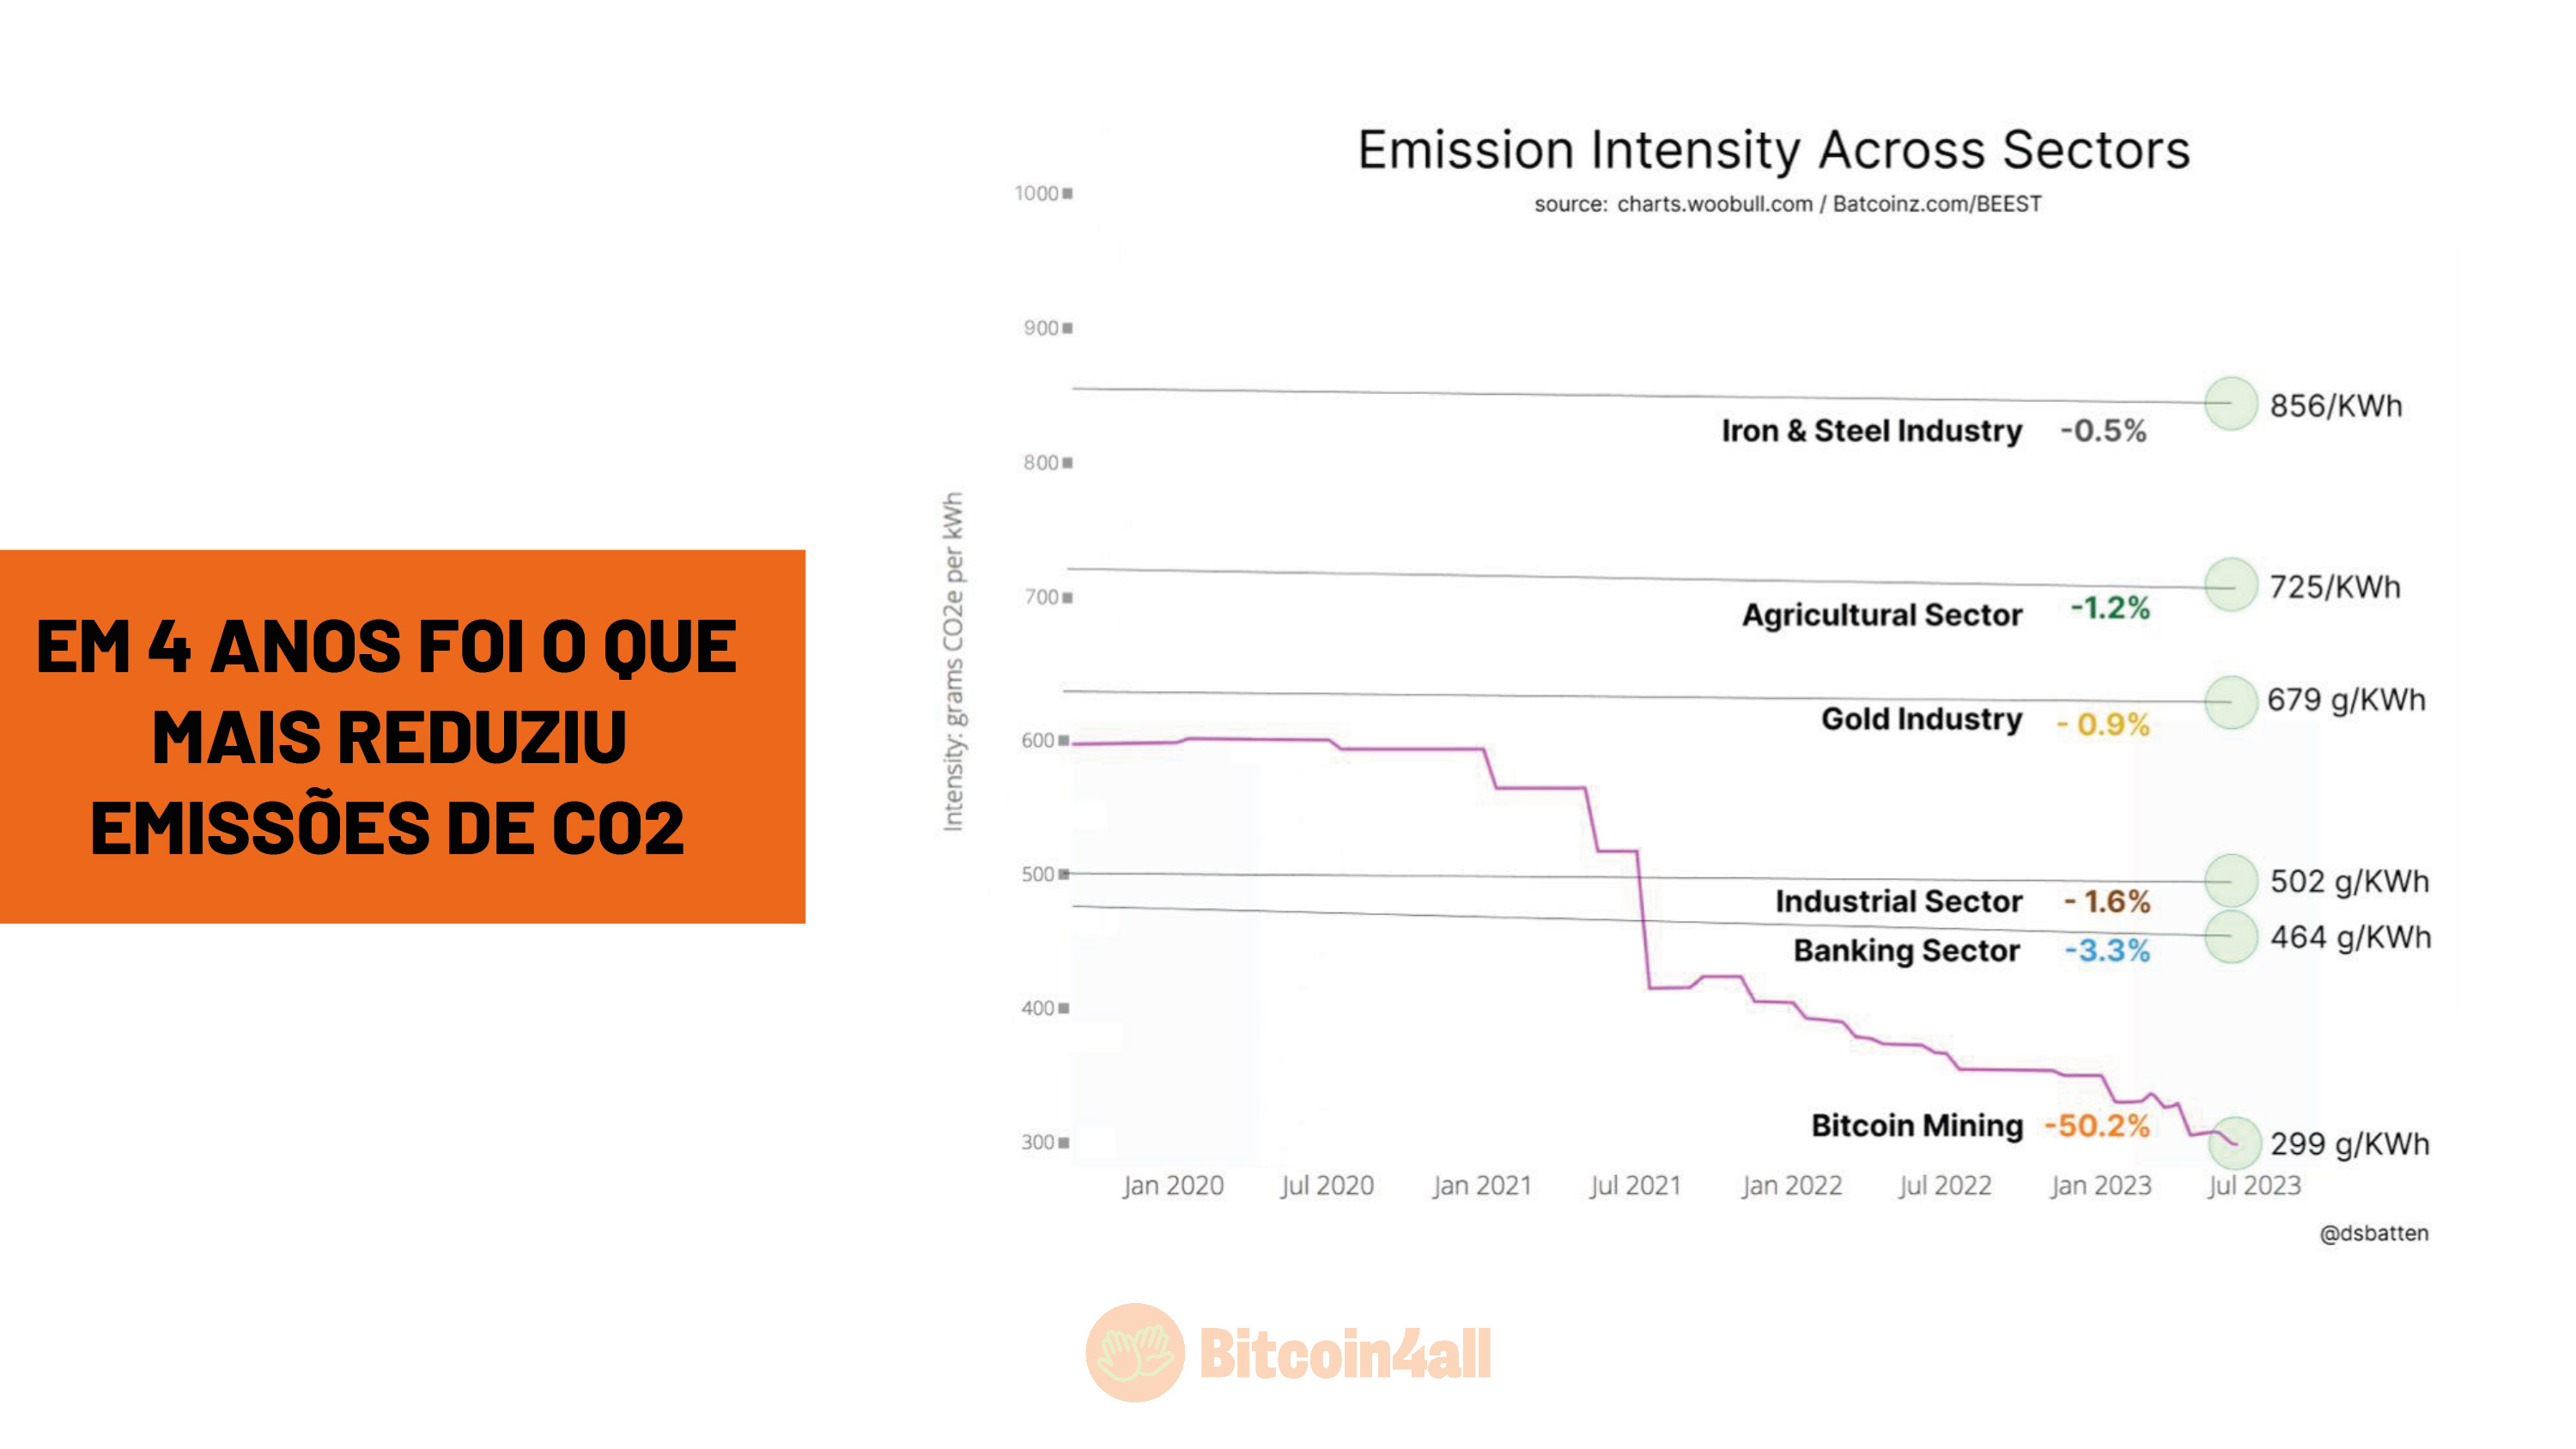 EM 4 ANOS FOI O QUE
MAIS REDUZIU
EMISSÕES DE CO2
Emission Intensity Across Sectors
source: charts.woobull.com / Batcoinz.com/BEEST
Intensity: grams CO2e per kWh
1000
900
800
700
600
500
400
300
Iron & Steel Industry -0.5%
856/KWh
Agricultural Sector -1.2%
725/KWh
Gold Industry - 0.9%
679 g/KWh
Industrial Sector - 1.6%
502 g/KWh
Banking Sector -3.3%
464 g/KWh
Bitcoin Mining -50.2%
299 g/KWh
Jan 2020 Jul 2020 Jan 2021 Jul 2021 Jan 2022 Jul 2022 Jan 2023 Jul 2023
@dsbatten
Bitcoin4all